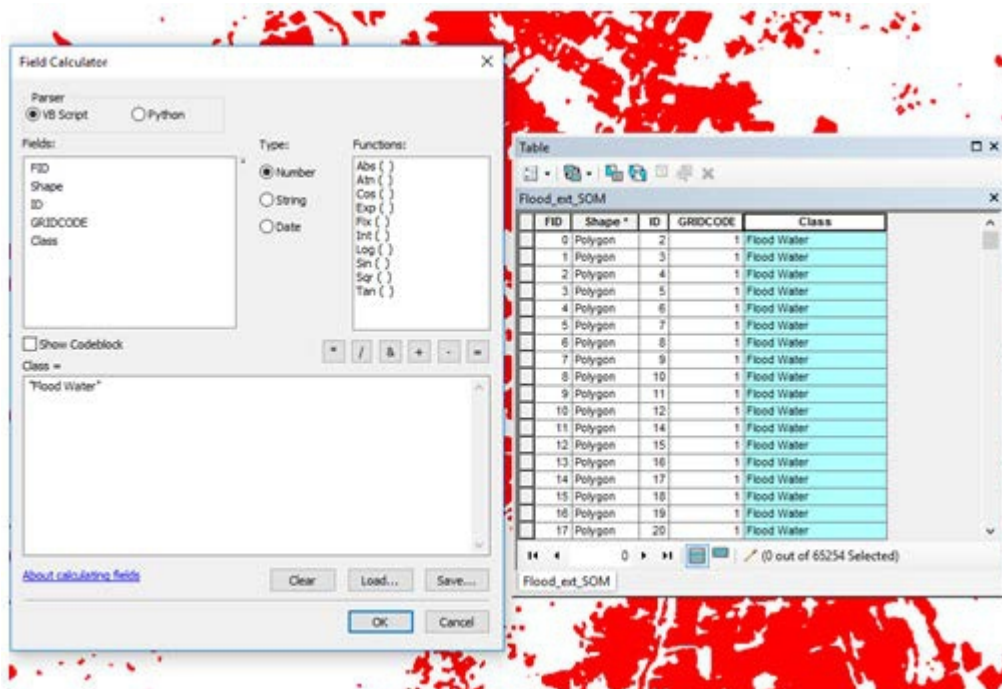 Field Calculator
Parser
VB Script
Python
Fields:
FID
Shape
ID
GRIDCODE
Class
Type:
Number
String
Date
Functions:
Abs ( )
Atn ( )
Cos ( )
Exp ( )
Fix ( )
Int ( )
Log ( )
Sin ( )
Sqr ( )
Tan ( )
Show Codeblock
* / & + - =
Class =
"Flood Water"
About calculating fields
Clear
Load...
Save...
OK
Cancel
Table
Flood_ext_SOM
FID Shape * ID GRIDCODE Class
0 Polygon 2 1 Flood Water
1 Polygon 3 1 Flood Water
2 Polygon 4 1 Flood Water
3 Polygon 5 1 Flood Water
4 Polygon 6 1 Flood Water
5 Polygon 7 1 Flood Water
6 Polygon 8 1 Flood Water
7 Polygon 9 1 Flood Water
8 Polygon 10 1 Flood Water
9 Polygon 11 1 Flood Water
10 Polygon 12 1 Flood Water
11 Polygon 14 1 Flood Water
12 Polygon 15 1 Flood Water
13 Polygon 16 1 Flood Water
14 Polygon 17 1 Flood Water
15 Polygon 18 1 Flood Water
16 Polygon 19 1 Flood Water
17 Polygon 20 1 Flood Water
0 (0 out of 65254 Selected)
Flood_ext_SOM